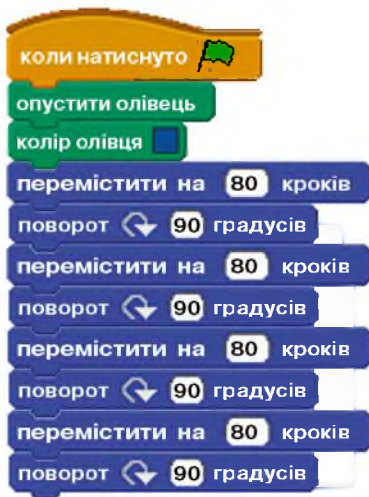 коли натиснуто
опустити олівець
колір олівця
перемістити на 80 кроків
поворот 90 градусів
перемістити на 80 кроків
поворот 90 градусів
перемістити на 80 кроків
поворот 90 градусів
перемістити на 80 кроків
поворот 90 градусів